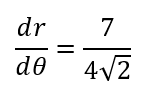 dr/dθ = 7/(4√2)